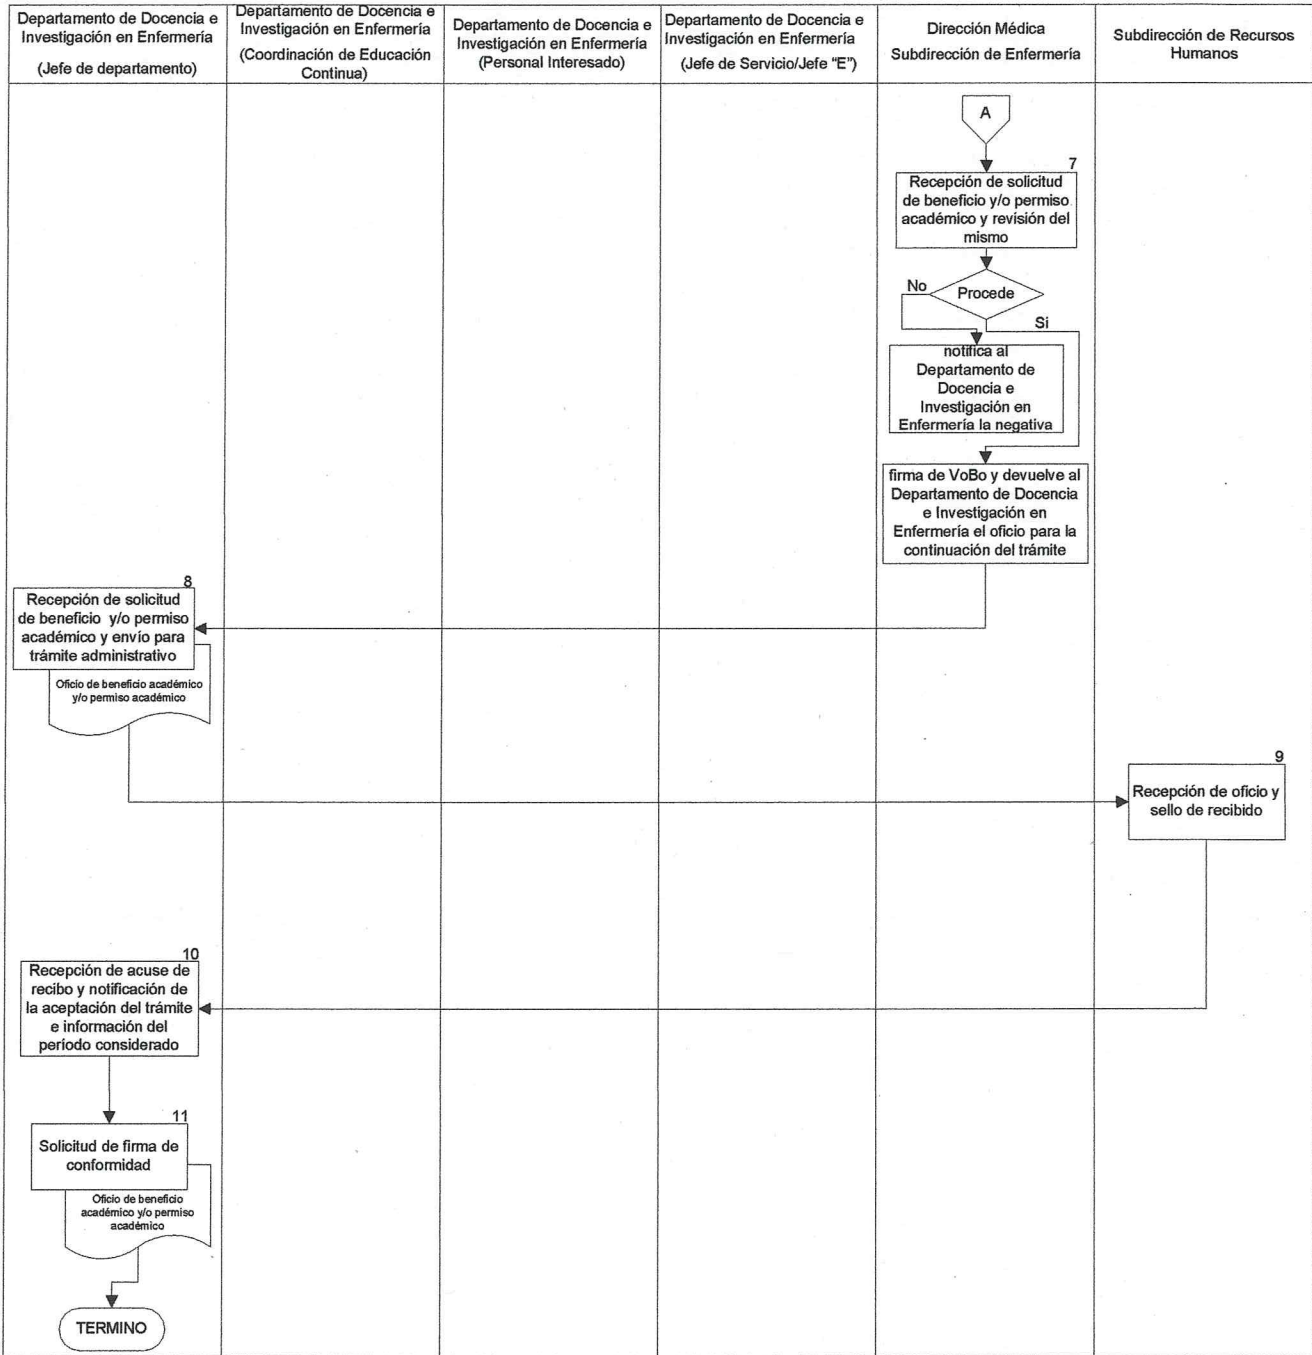 Departamento de Docencia e
Investigación en Enfermería
(Jefe de departamento)
Departamento de Docencia e
Investigación en Enfermería
(Coordinación de Educación
Continua)
Departamento de Docencia e
Investigación en Enfermería
(Personal Interesado)
Departamento de Docencia e
Investigación en Enfermería
(Jefe de Servicio/Jefe "E")
Dirección Médica
Subdirección de Enfermería
Subdirección de Recursos
Humanos
A
7
Recepción de solicitud
de beneficio y/o permiso
académico y revisión del
mismo
Procede
No
Si
notifica al
Departamento de
Docencia e
Investigación en
Enfermería la negativa
firma de VoBo y devuelve al
Departamento de Docencia
e Investigación en
Enfermería el oficio para la
continuación del trámite
8
Recepción de solicitud
de beneficio y/o permiso
académico y envío para
trámite administrativo
Oficio de beneficio académico
y/o permiso académico
9
Recepción de oficio y
sello de recibido
10
Recepción de acuse de
recibo y notificación de
la aceptación del trámite
e información del
período considerado
11
Solicitud de firma de
conformidad
Oficio de beneficio
académico y/o permiso
académico
TERMINO